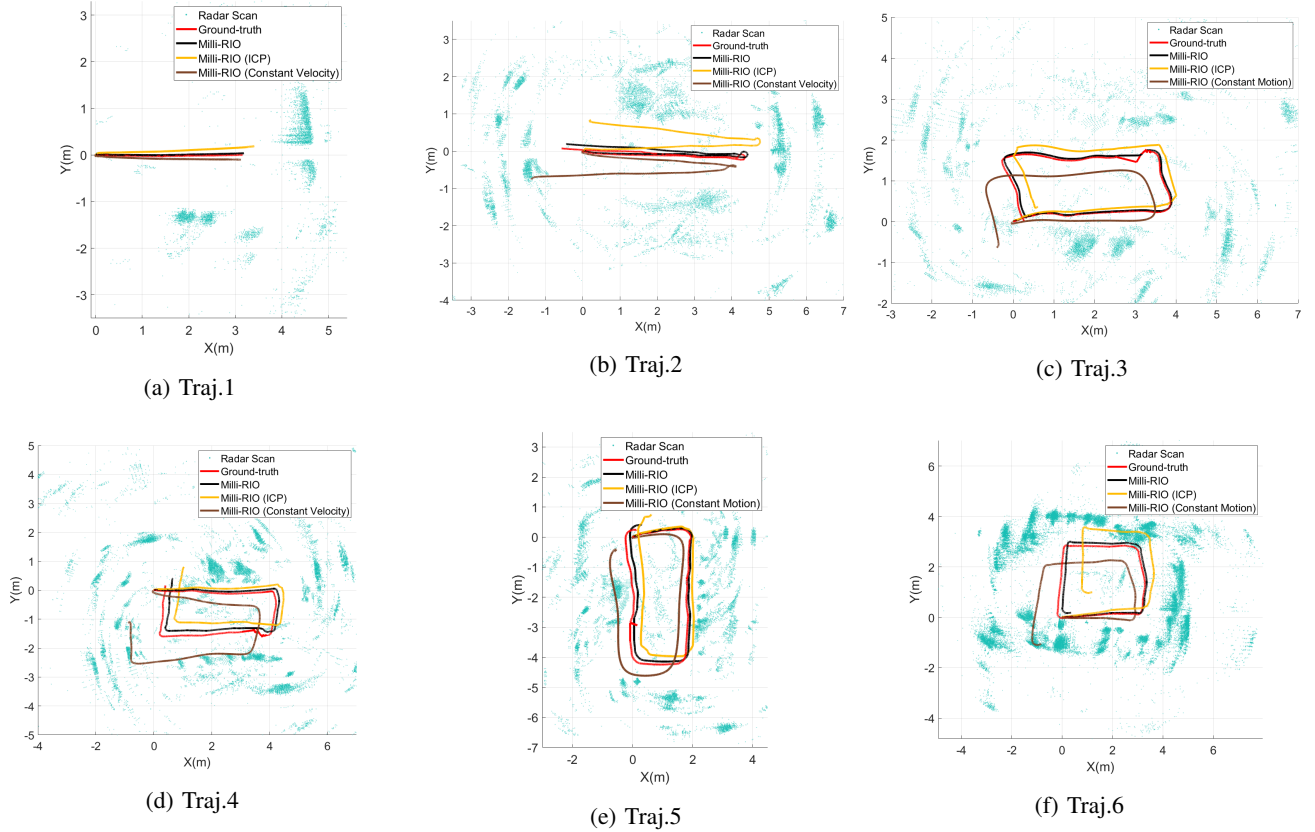 Radar Scan
Ground-truth
Milli-RIO
Milli-RIO (ICP)
Milli-RIO (Constant Velocity)
3
2
1
0
-1
-2
-3
Y(m)
0 1 2 3 4 5
X(m)
(a) Traj.1
Radar Scan
Ground-truth
Milli-RIO
Milli-RIO (ICP)
Milli-RIO (Constant Velocity)
3
2
1
0
-1
-2
-3
-4
Y(m)
-3 -2 -1 0 1 2 3 4 5 6 7
X(m)
(b) Traj.2
Radar Scan
Ground-truth
Milli-RIO
Milli-RIO (ICP)
Milli-RIO (Constant Motion)
5
4
3
2
1
0
-1
-2
Y(m)
-3 -2 -1 0 1 2 3 4 5 6 7
X(m)
(c) Traj.3
Radar Scan
Ground-truth
Milli-RIO
Milli-RIO (ICP)
Milli-RIO (Constant Velocity)
5
4
3
2
1
0
-1
-2
-3
-4
-5
Y(m)
-4 -2 0 2 4 6
X(m)
(d) Traj.4
Radar Scan
Ground-truth
Milli-RIO
Milli-RIO (ICP)
Milli-RIO (Constant Motion)
3
2
1
0
-1
-2
-3
-4
-5
-6
-7
Y(m)
-2 0 2 4
X(m)
(e) Traj.5
Radar Scan
Ground-truth
Milli-RIO
Milli-RIO (ICP)
Milli-RIO (Constant Motion)
6
4
2
0
-2
-4
Y(m)
-4 -2 0 2 4 6
X(m)
(f) Traj.6